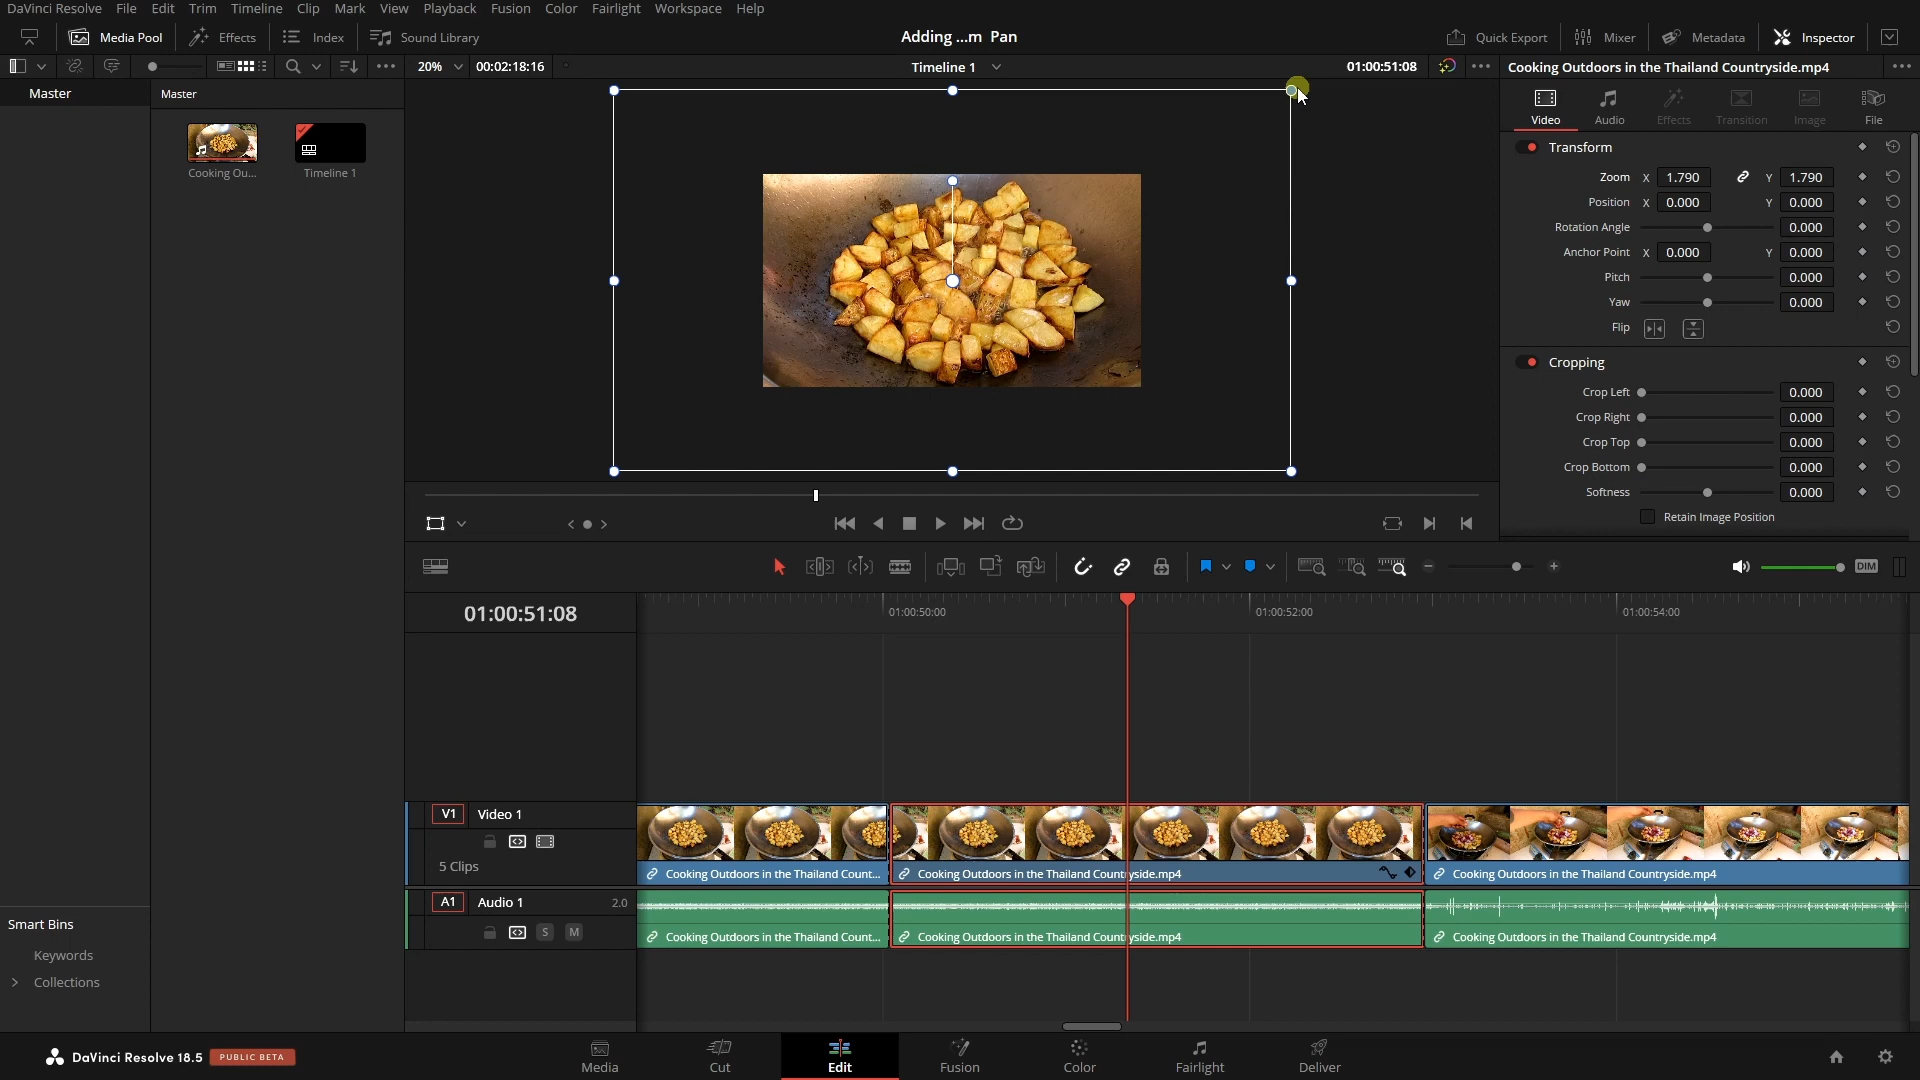 DaVinci Resolve File Edit Trim Timeline Clip Mark View Playback Fusion Color Fairlight Workspace Help
Media Pool Effects Index Sound Library Adding ...m Pan Quick Export Mixer Metadata Inspector
20% 00:02:18:16 Timeline 1 01:00:51:08 Cooking Outdoors in the Thailand Countryside.mp4
Master Master
Cooking Ou... Timeline 1
Video Audio Effects Transition Image File
Transform
Zoom X 1.790 Y 1.790
Position X 0.000 Y 0.000
Rotation Angle 0.000
Anchor Point X 0.000 Y 0.000
Pitch 0.000
Yaw 0.000
Flip
Cropping
Crop Left 0.000
Crop Right 0.000
Crop Top 0.000
Crop Bottom 0.000
Softness 0.000
Retain Image Position
DIM
01:00:51:08 01:00:50:00 01:00:52:00 01:00:54:00
V1 Video 1
5 Clips
Cooking Outdoors in the Thailand Count... Cooking Outdoors in the Thailand Countryside.mp4 Cooking Outdoors in the Thailand Countryside.mp4
A1 Audio 1 2.0
S M
Cooking Outdoors in the Thailand Count... Cooking Outdoors in the Thailand Countryside.mp4 Cooking Outdoors in the Thailand Countryside.mp4
Smart Bins
Keywords
Collections
DaVinci Resolve 18.5 PUBLIC BETA
Media Cut Edit Fusion Color Fairlight Deliver